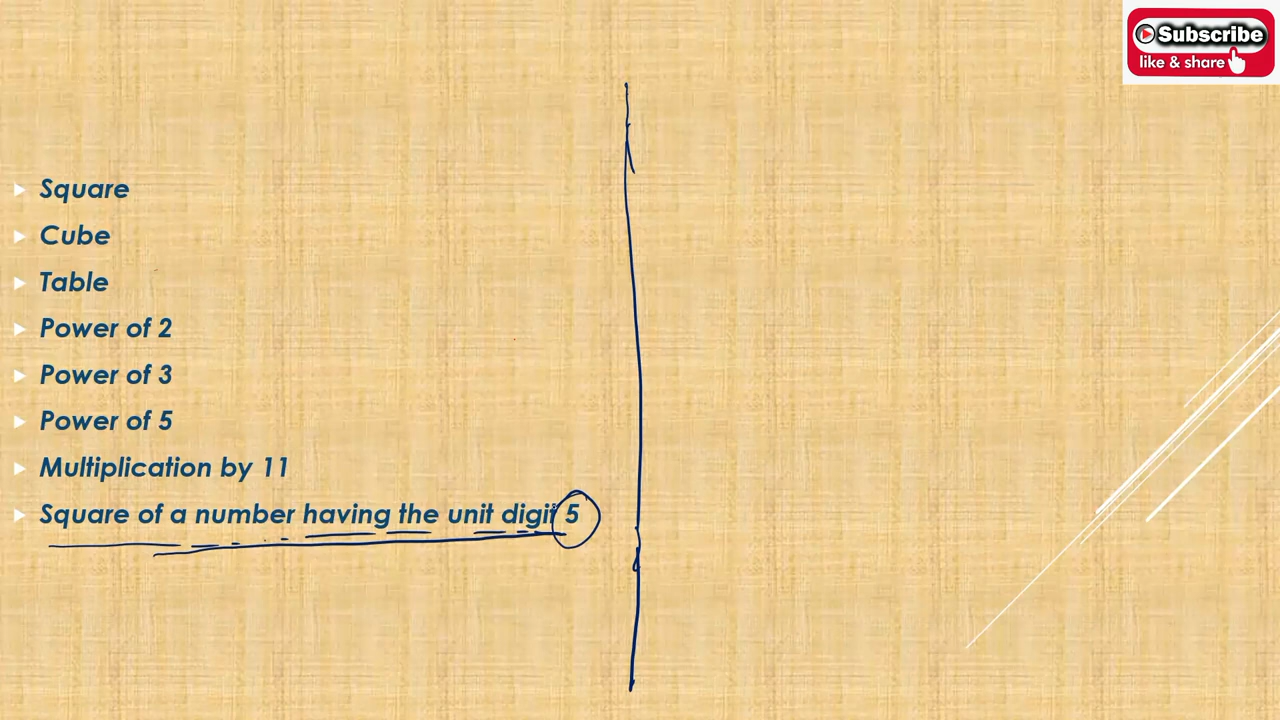 Subscribe
like & share
Square
Cube
Table
Power of 2
Power of 3
Power of 5
Multiplication by 11
Square of a number having the unit digit 5